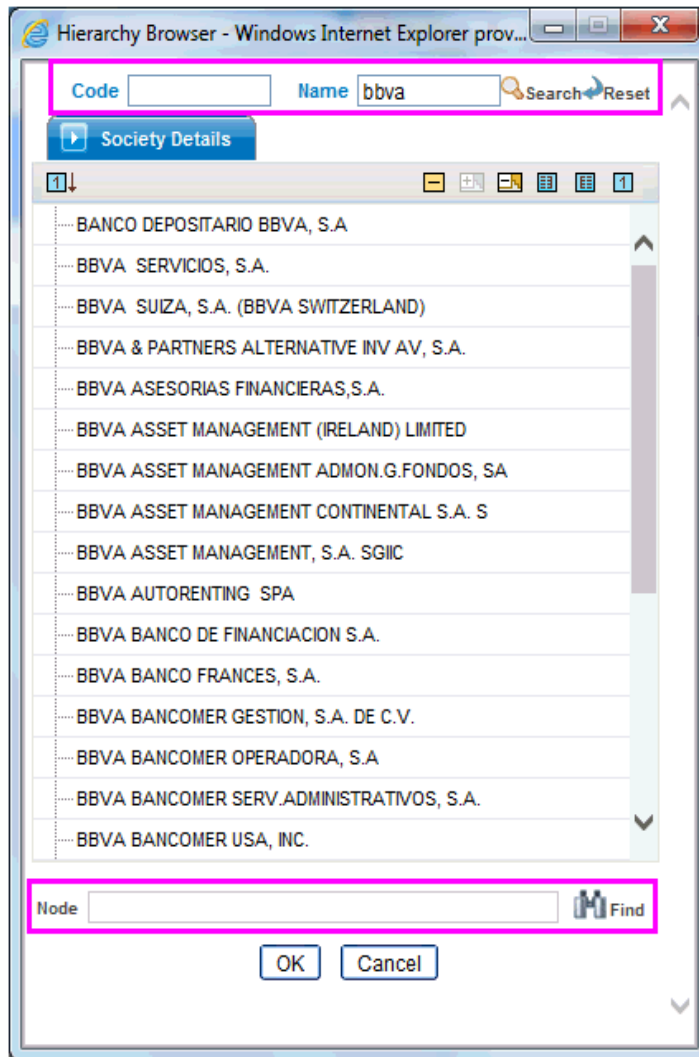 Hierarchy Browser - Windows Internet Explorer prov...
Code Name bbva Search Reset
Society Details
BANCO DEPOSITARIO BBVA, S.A
BBVA  SERVICIOS, S.A.
BBVA  SUIZA, S.A. (BBVA SWITZERLAND)
BBVA & PARTNERS ALTERNATIVE INV AV, S.A.
BBVA ASESORIAS FINANCIERAS,S.A.
BBVA ASSET MANAGEMENT (IRELAND) LIMITED
BBVA ASSET MANAGEMENT ADMON.G.FONDOS, SA
BBVA ASSET MANAGEMENT CONTINENTAL S.A. S
BBVA ASSET MANAGEMENT, S.A. SGIIC
BBVA AUTORENTING  SPA
BBVA BANCO DE FINANCIACION S.A.
BBVA BANCO FRANCES, S.A.
BBVA BANCOMER GESTION, S.A. DE C.V.
BBVA BANCOMER OPERADORA, S.A
BBVA BANCOMER SERV.ADMINISTRATIVOS, S.A.
BBVA BANCOMER USA, INC.
Node Find
OK Cancel